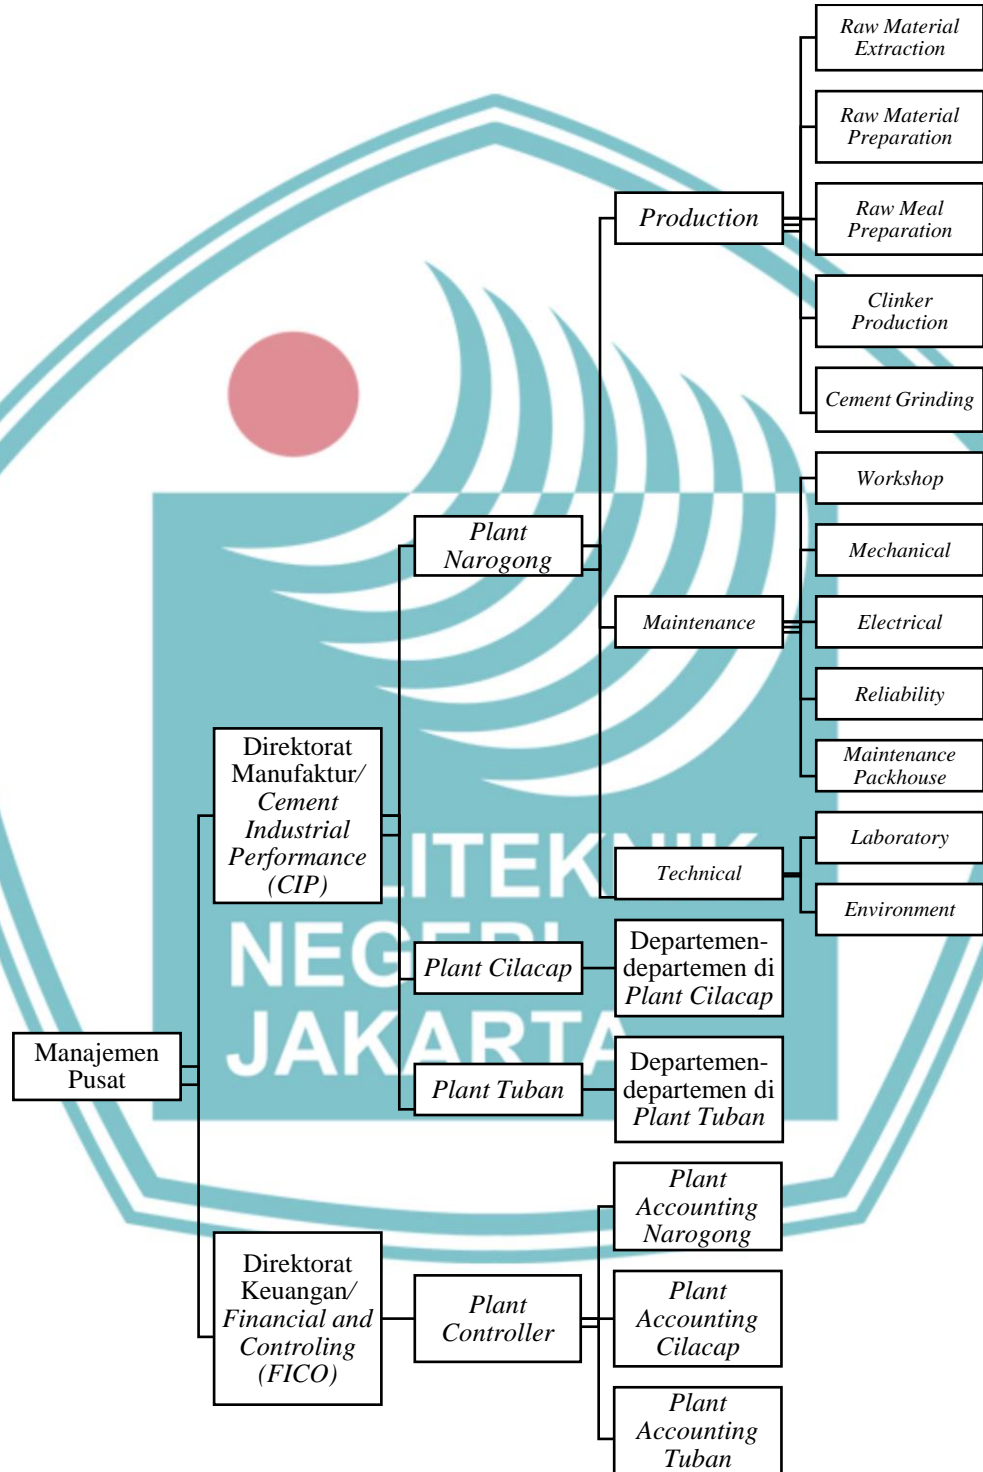 Raw Material
Extraction
Raw Material
Preparation
Production
Raw Meal
Preparation
Clinker
Production
Cement Grinding
Plant
Narogong
Workshop
Mechanical
Maintenance
Electrical
Reliability
Maintenance
Packhouse
Direktorat
Manufaktur/
Cement
Industrial
Performance
(CIP)
Technical
Laboratory
Environment
Plant Cilacap
Departemen-
departemen di
Plant Cilacap
LITEKNIK
NEGERI
JAKARTA
Manajemen
Pusat
Plant Tuban
Departemen-
departemen di
Plant Tuban
Direktorat
Keuangan/
Financial and
Controling
(FICO)
Plant
Controller
Plant
Accounting
Narogong
Plant
Accounting
Cilacap
Plant
Accounting
Tuban